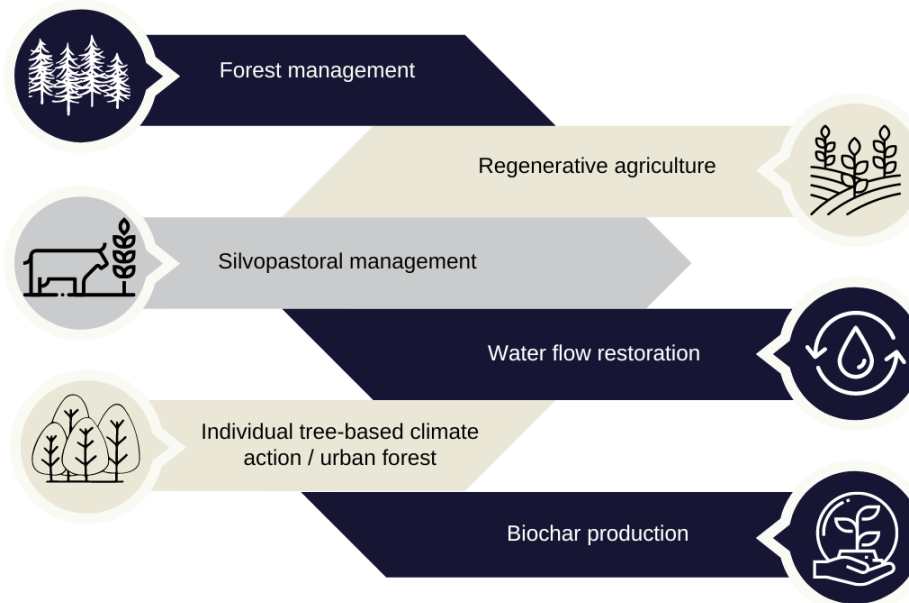 Forest management
Regenerative agriculture
Silvopastoral management
Water flow restoration
Individual tree-based climate
action / urban forest
Biochar production